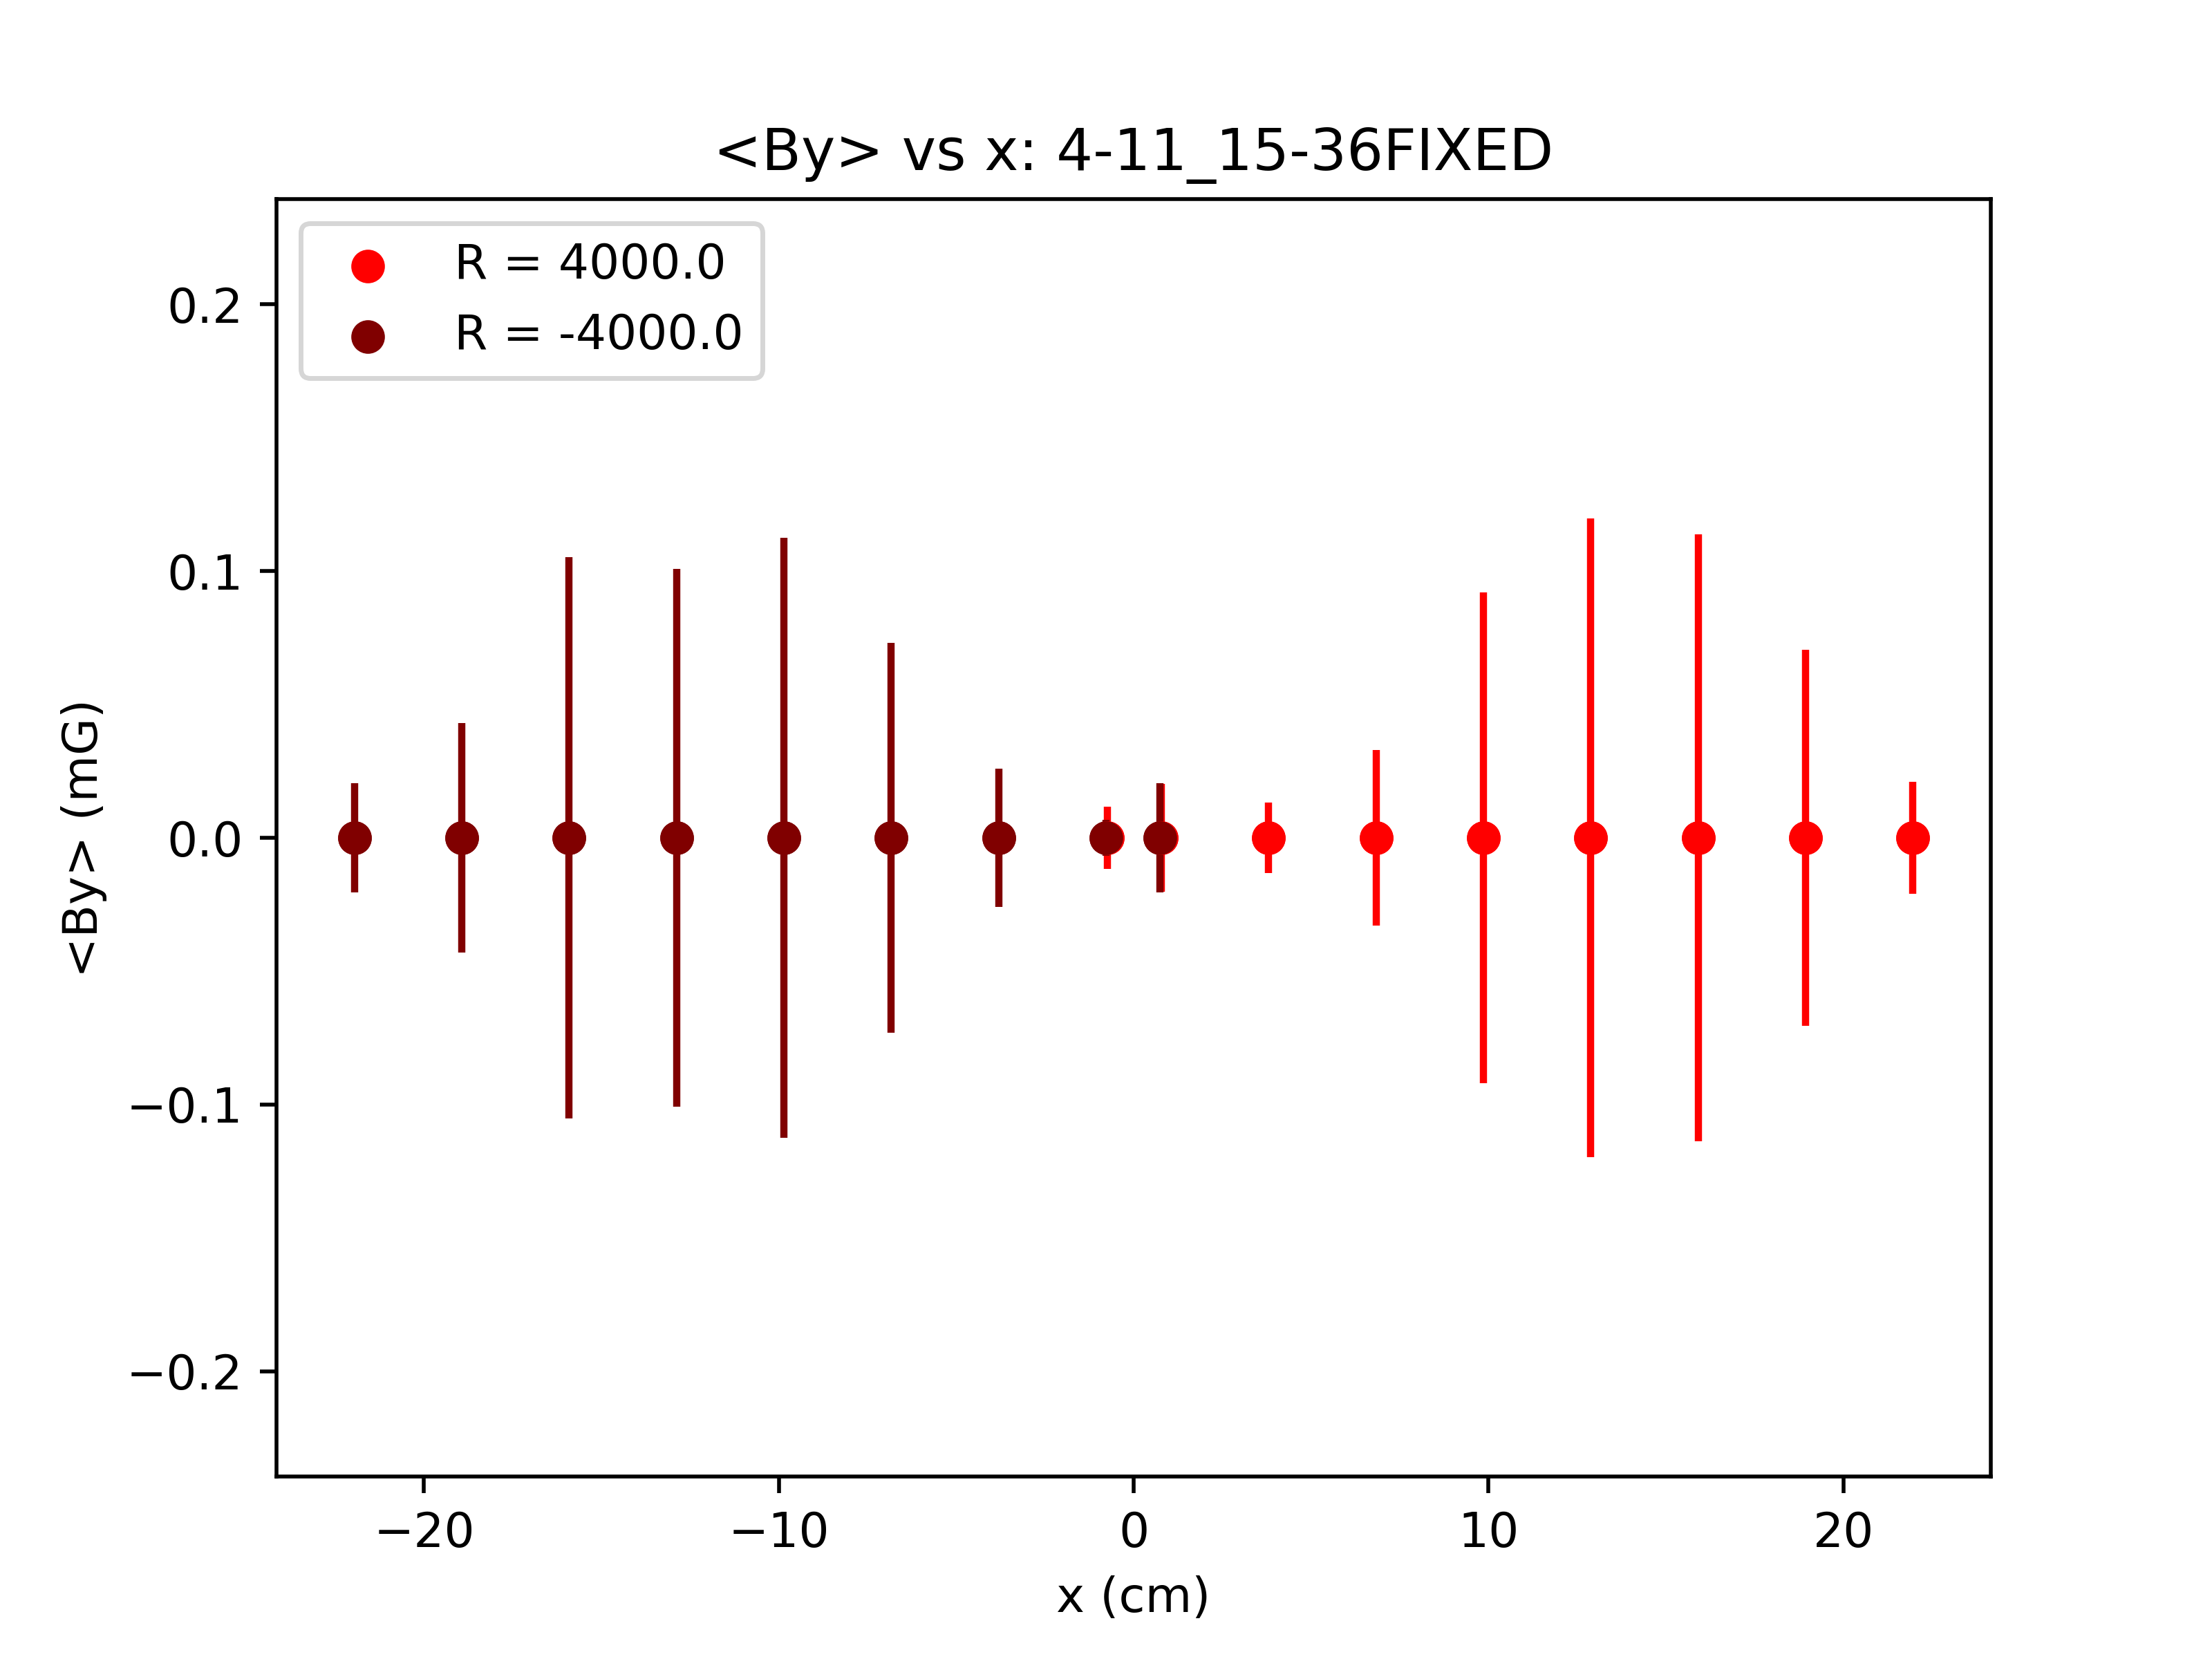 <By> vs x: 4-11_15-36FIXED
R = 4000.0
R = -4000.0
<By> (mG)
0.2
0.1
0.0
−0.1
−0.2
−20
−10
0
10
20
x (cm)